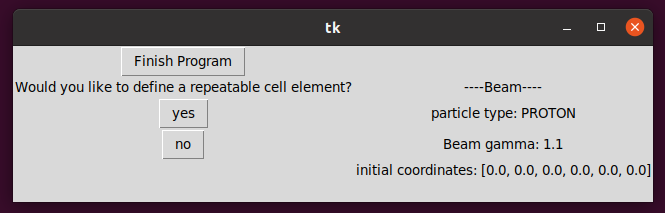 tk
Finish Program
Would you like to define a repeatable cell element?
----Beam----
yes
particle type: PROTON
no
Beam gamma: 1.1
initial coordinates: [0.0, 0.0, 0.0, 0.0, 0.0, 0.0]